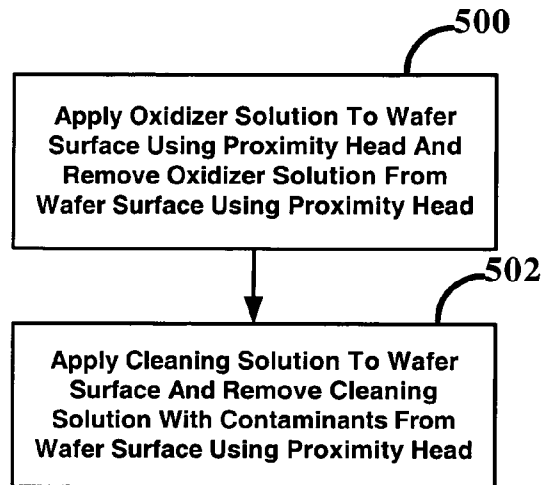 500
Apply Oxidizer Solution To Wafer
Surface Using Proximity Head And
Remove Oxidizer Solution From
Wafer Surface Using Proximity Head
502
Apply Cleaning Solution To Wafer
Surface And Remove Cleaning
Solution With Contaminants From
Wafer Surface Using Proximity Head